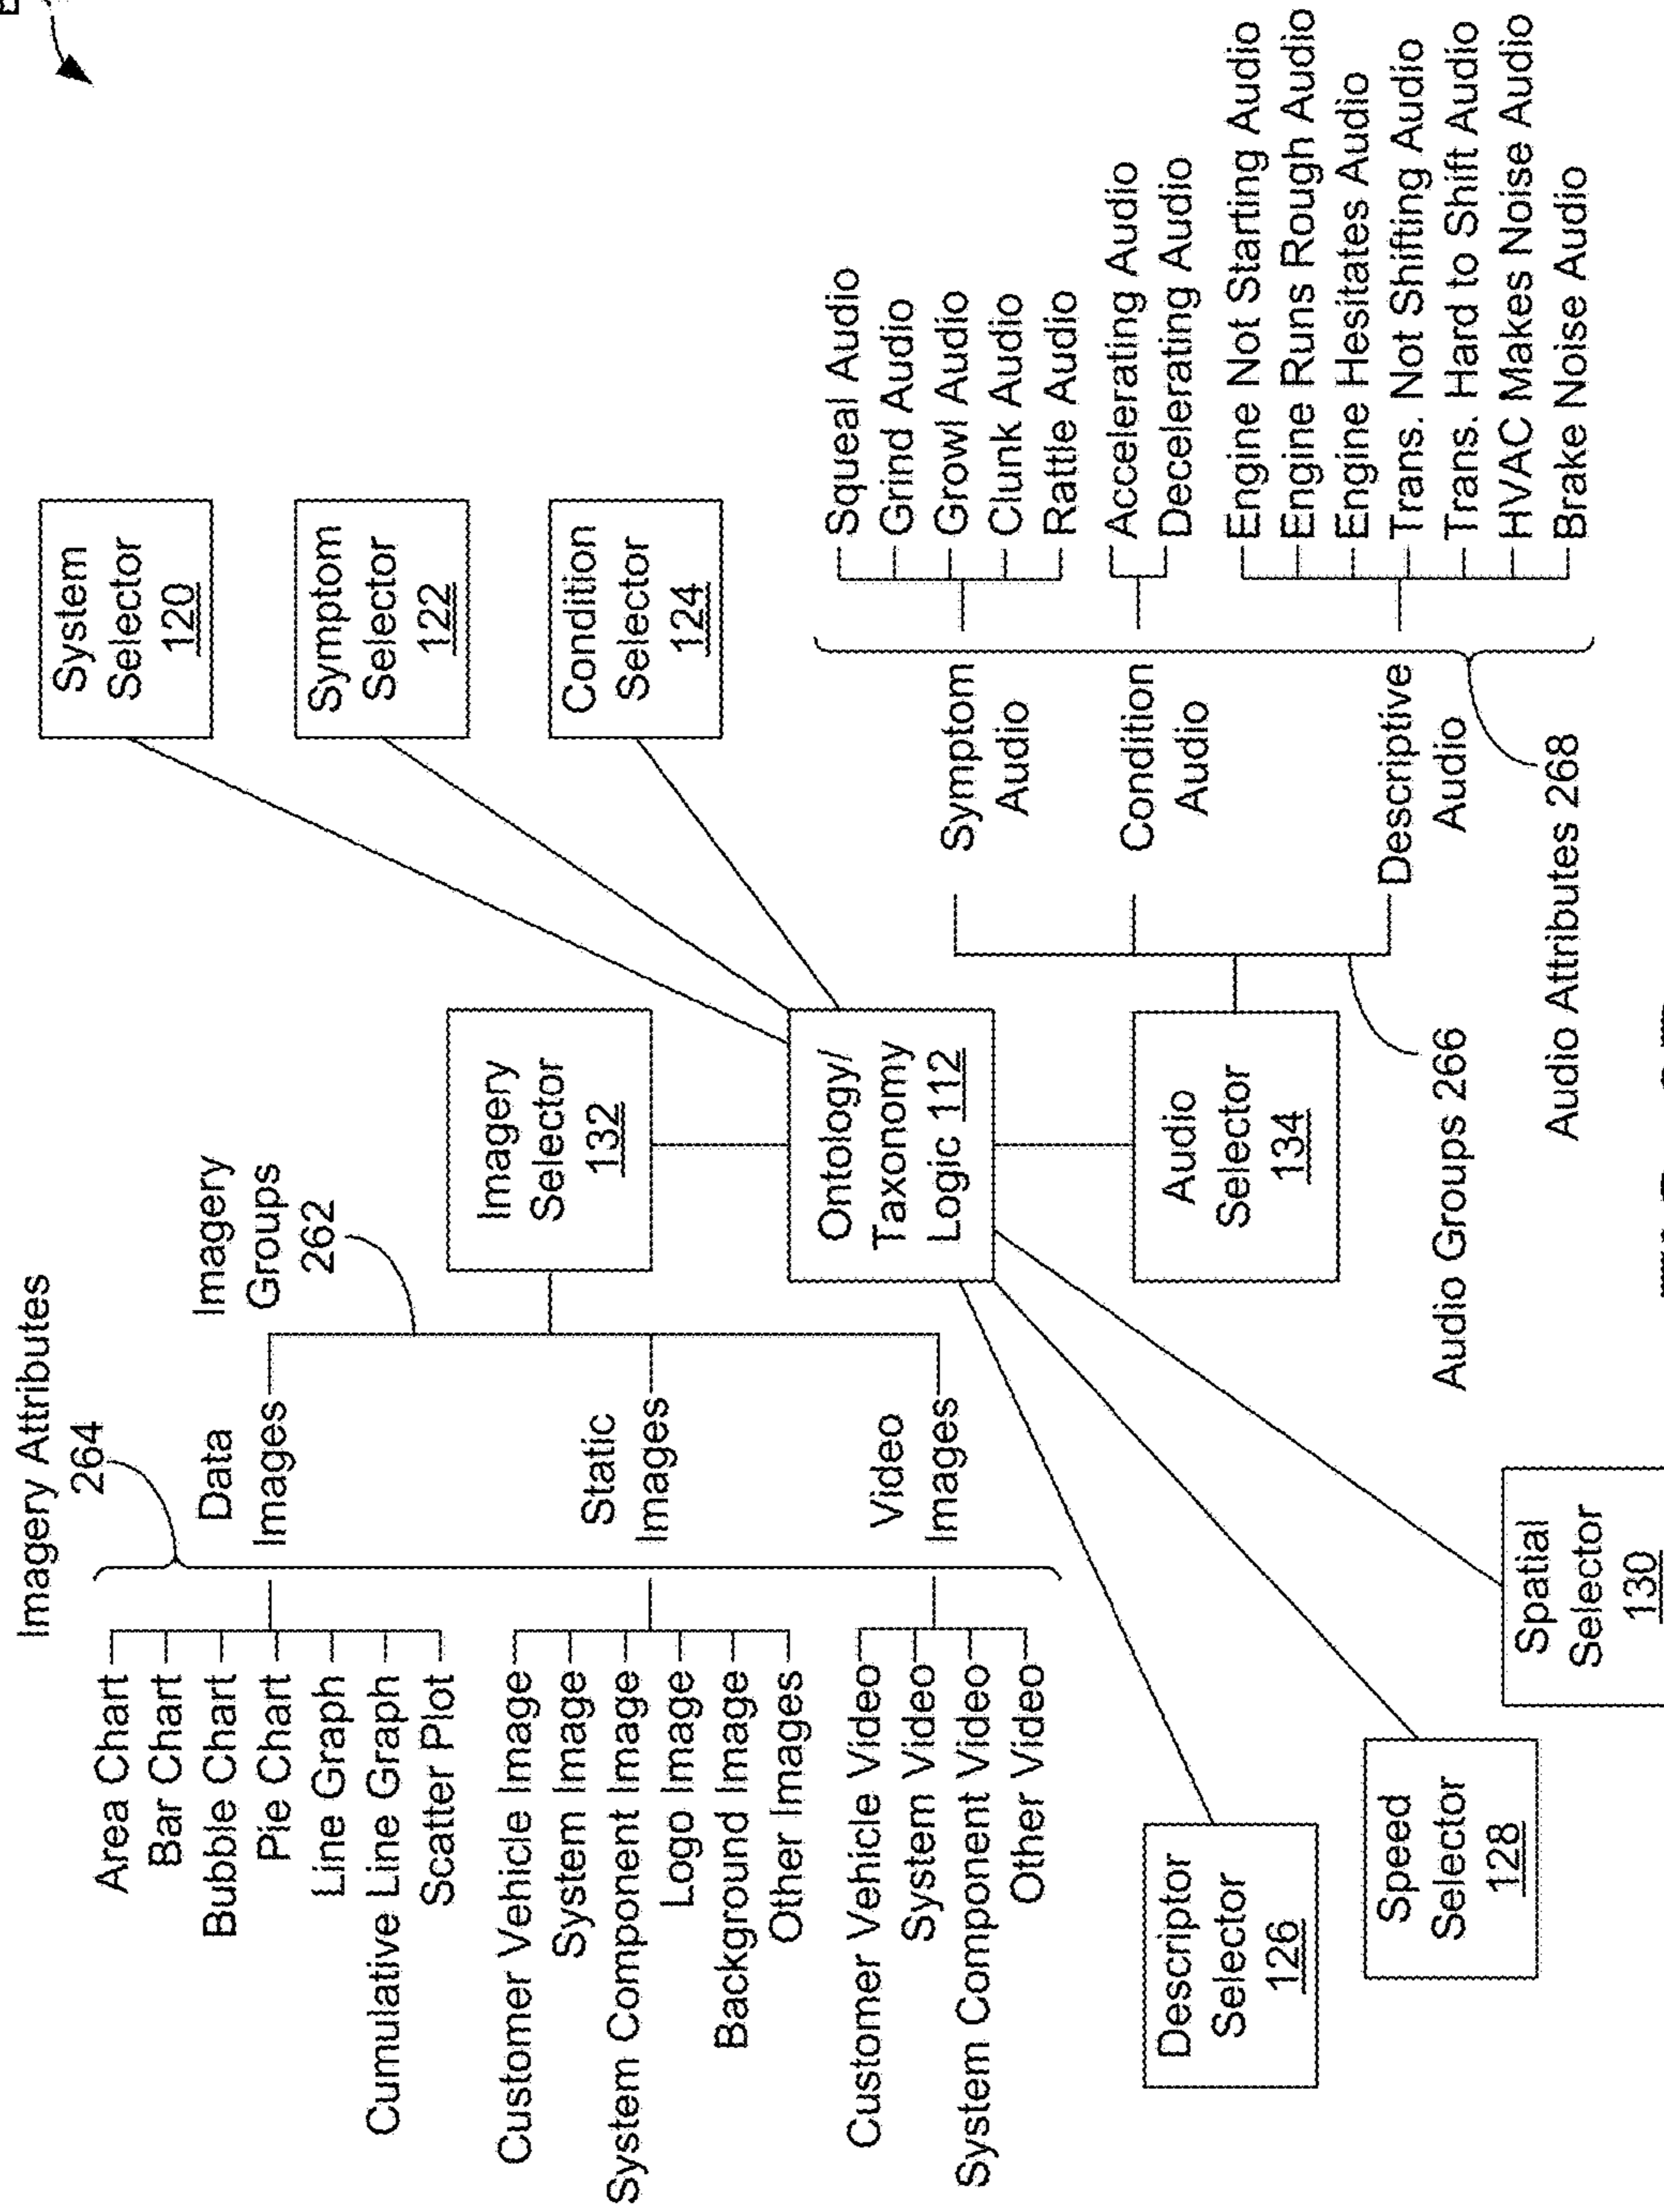 Imagery Attributes
264
Area Chart
Bar Chart
Bubble Chart
Pie Chart
Line Graph
Cumulative Line Graph
Scatter Plot
Customer Vehicle Image
System Image
System Component Image
Logo Image
Background Image
Other Images
Customer Vehicle Video
System Video
System Component Video
Other Video
Data
Images
Static
Images
Video
Images
Imagery
Groups
262
Imagery
Selector
132
Ontology/
Taxonomy
Logic 112
Audio
Selector
134
System
Selector
120
Symptom
Selector
122
Condition
Selector
124
Descriptor
Selector
126
Speed
Selector
128
Spatial
Selector
130
Symptom
Audio
Condition
Audio
Descriptive
Audio
Squeal Audio
Grind Audio
Growl Audio
Clunk Audio
Rattle Audio
Accelerating Audio
Decelerating Audio
Engine Not Starting Audio
Engine Runs Rough Audio
Engine Hesitates Audio
Trans. Not Shifting Audio
Trans. Hard to Shift Audio
HVAC Makes Noise Audio
Brake Noise Audio
Audio Groups 266
Audio Attributes 268